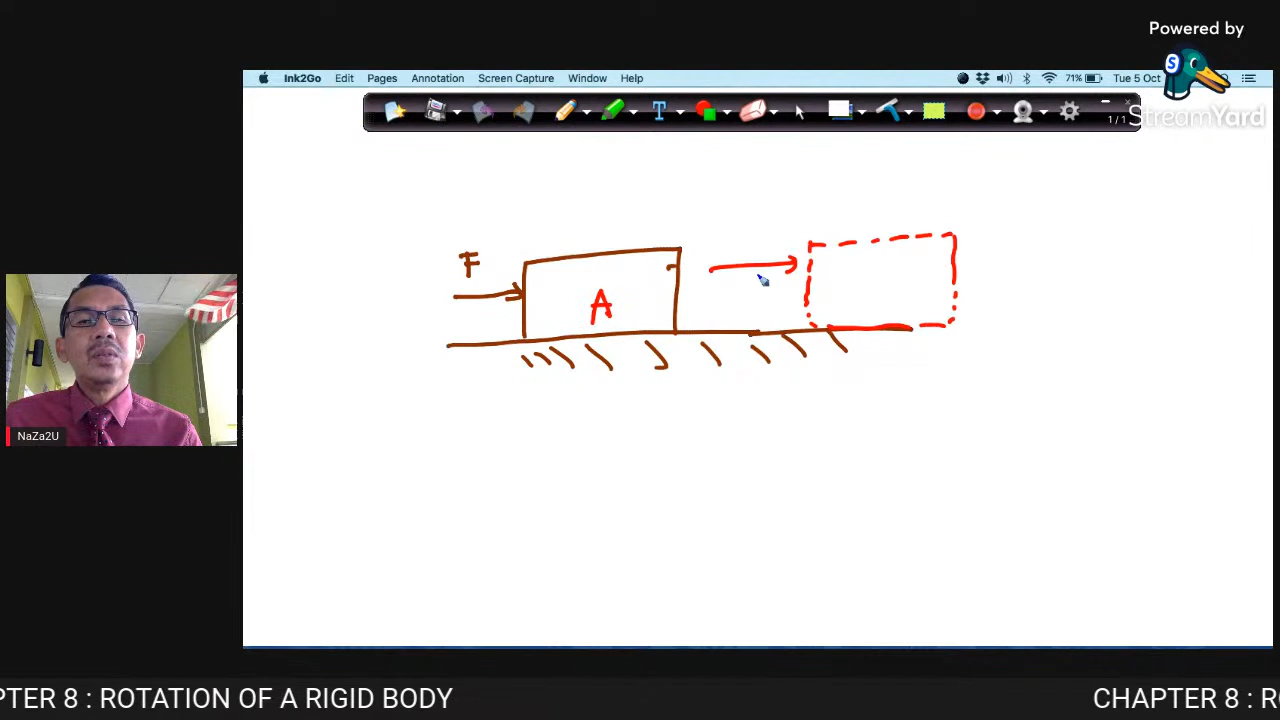 Powered by
StreamYard
Ink2Go Edit Pages Annotation Screen Capture Window Help
71% Tue 5 Oct
T
1 / 1
F
A
NaZa2U
PTER 8 : ROTATION OF A RIGID BODY
CHAPTER 8 : R